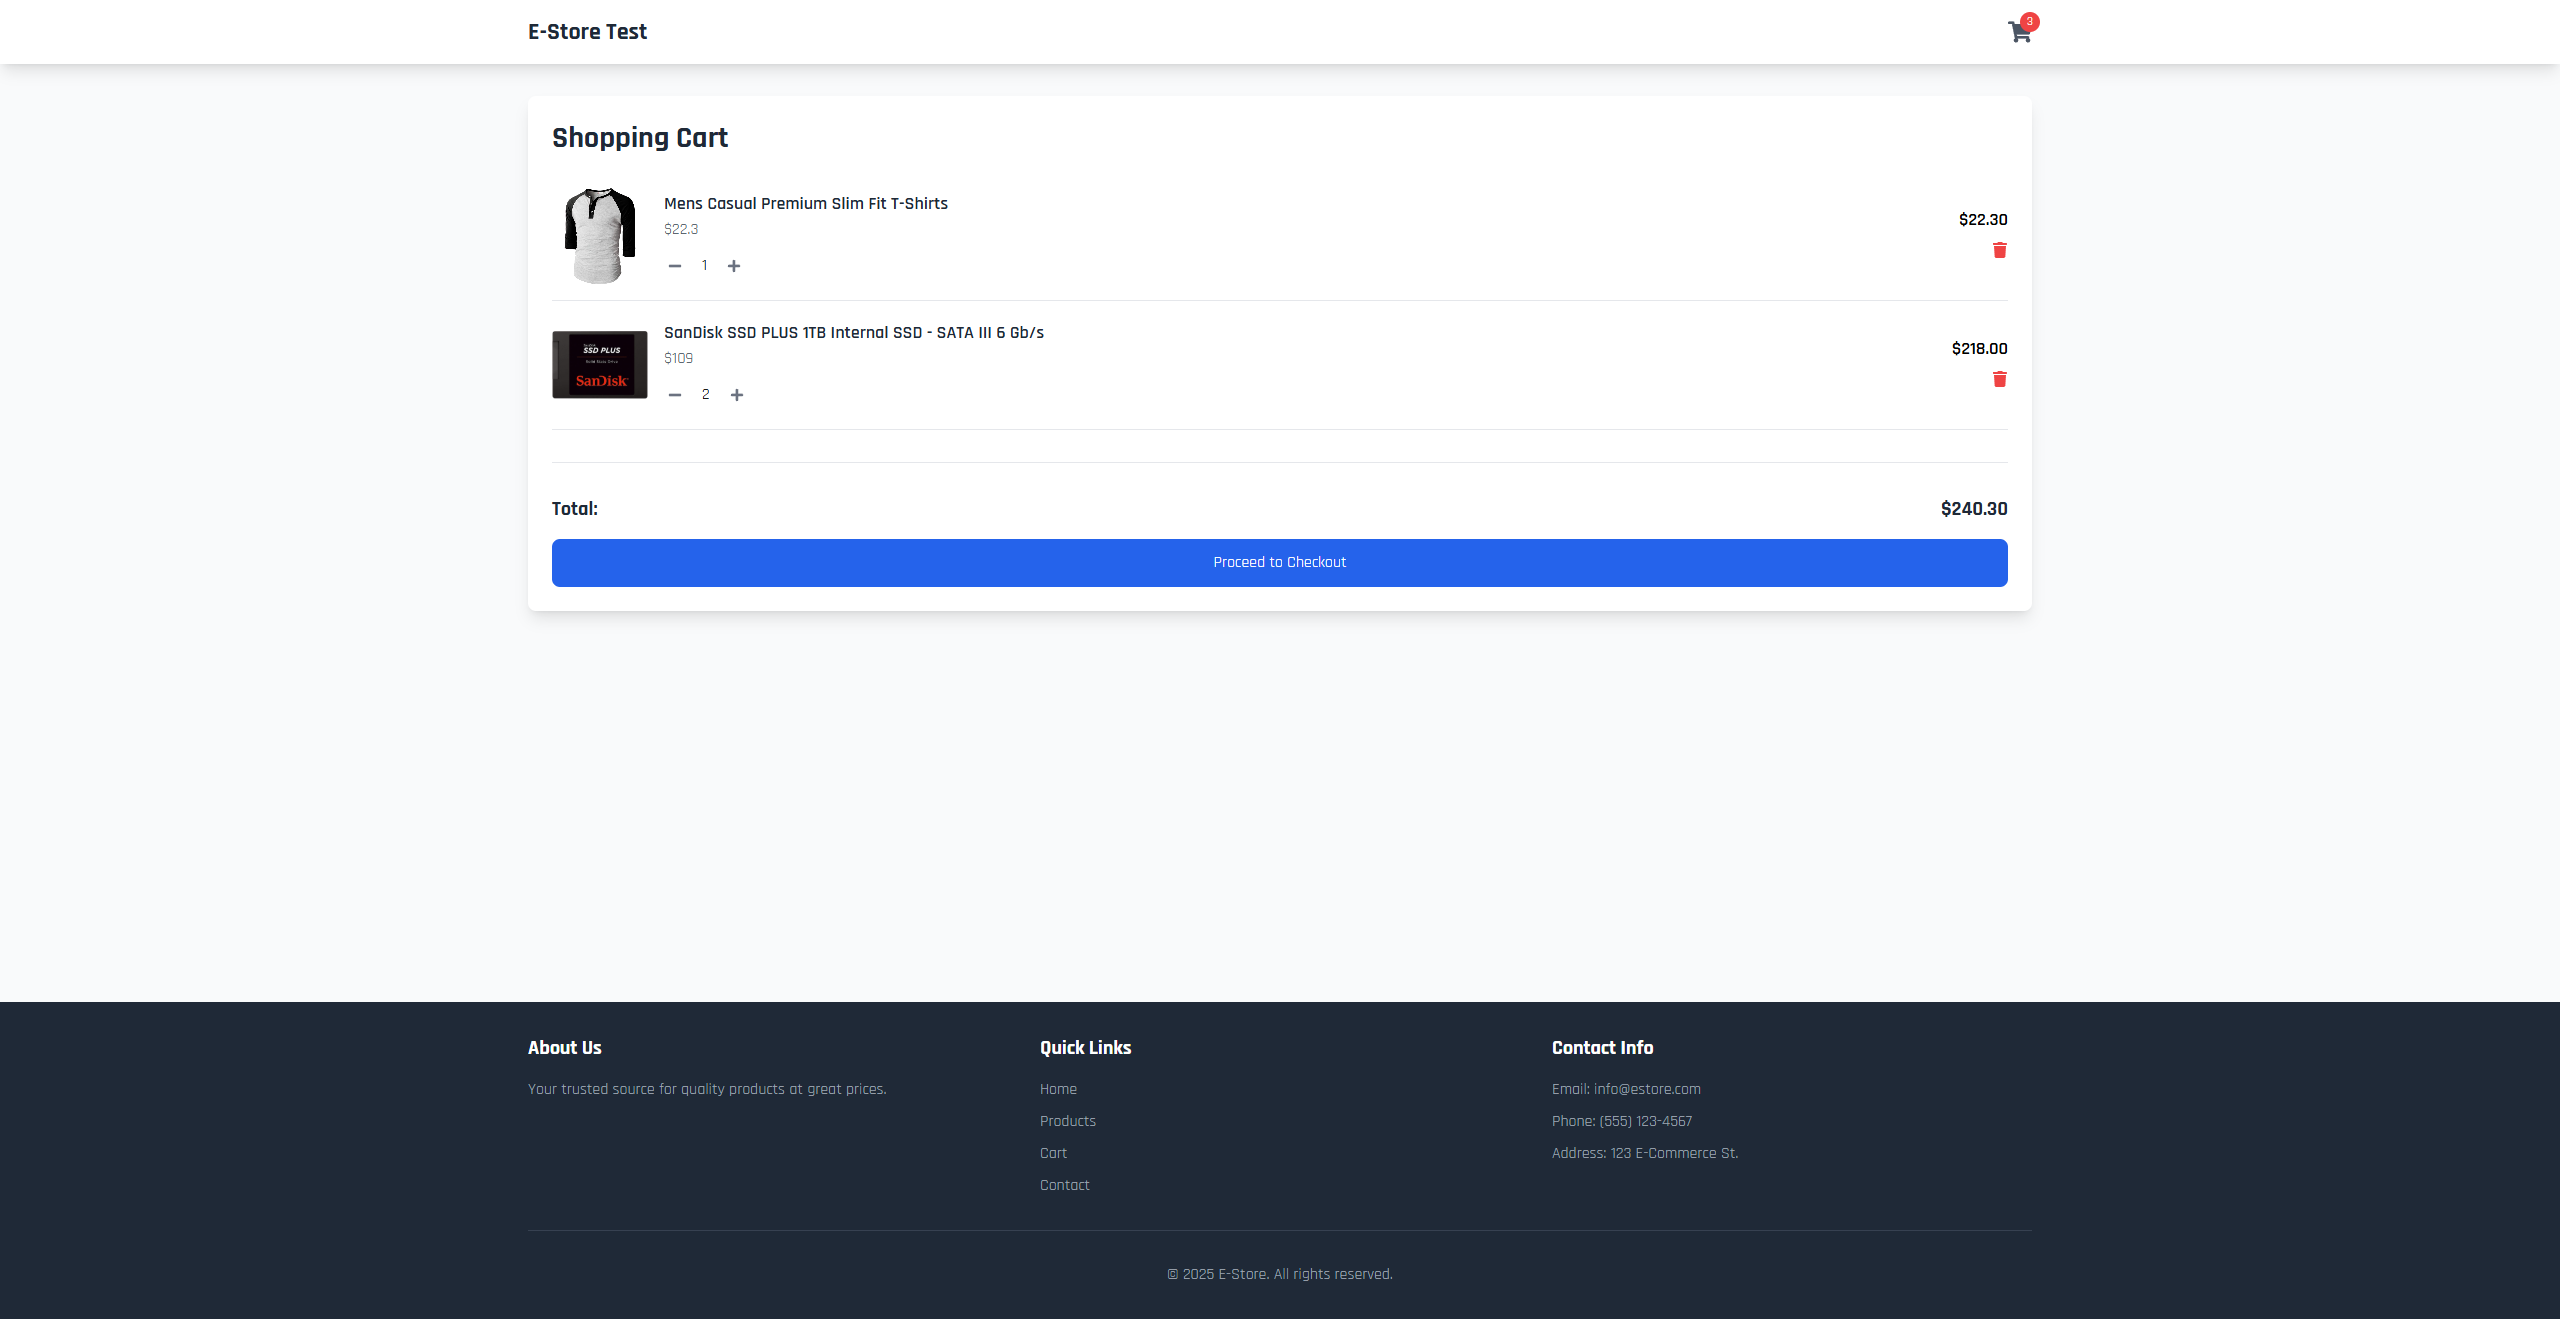 E-Store Test
3
Shopping Cart
Mens Casual Premium Slim Fit T-Shirts
$22.3
1
$22.30
SanDisk SSD PLUS 1TB Internal SSD - SATA III 6 Gb/s
$109
2
$218.00
SSD PLUS
SanDisk
Total:
$240.30
Proceed to Checkout
About Us
Your trusted source for quality products at great prices.
Quick Links
Home
Products
Cart
Contact
Contact Info
Email: info@estore.com
Phone: (555) 123-4567
Address: 123 E-Commerce St.
© 2025 E-Store. All rights reserved.